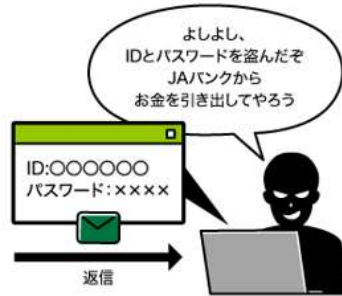 よしよし、
IDとパスワードを盗んだぞ
JAバンクから
お金を引き出してやろう
ID:○○○○○○
パスワード：××××
返信